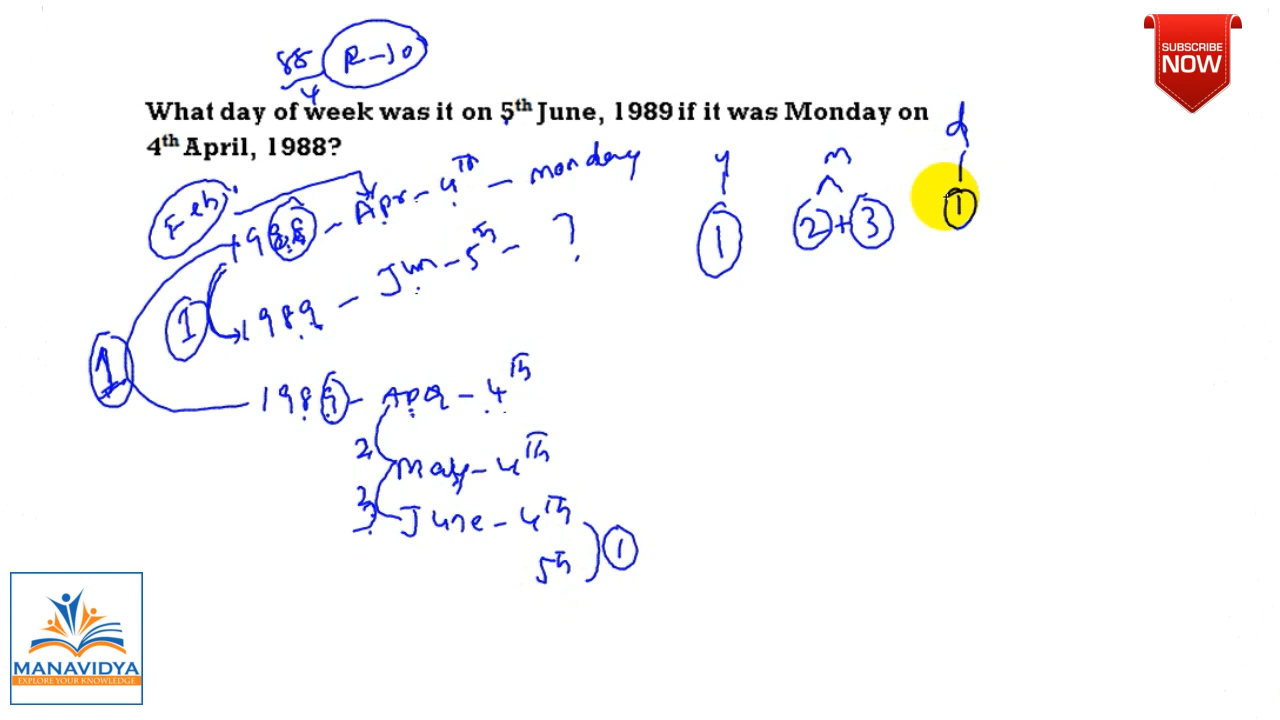 88 R-10
4
What day of week was it on 5th June, 1989 if it was Monday on
4th April, 1988?
SUBSCRIBE
NOW
Feb
1988 - Apr - 4th - monday
1989 - Jun - 5th - ?
1
1
y m d
1 2 + 3 1
1989 - Apr - 4th
2
May - 4th
3
June - 4th
5th 1
MANAVIDYA
EXPLORE YOUR KNOWLEDGE